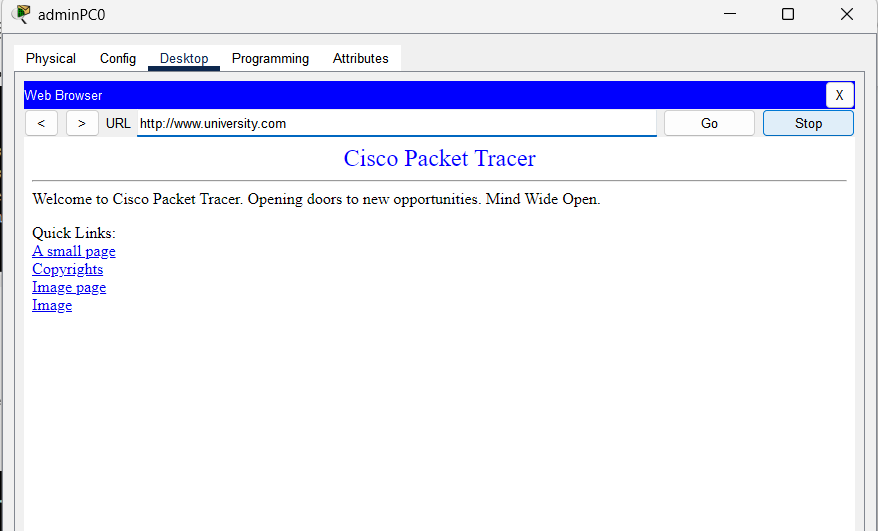 adminPC0
Physical Config Desktop Programming Attributes
Web Browser X
< > URL http://www.university.com Go Stop
Cisco Packet Tracer
Welcome to Cisco Packet Tracer. Opening doors to new opportunities. Mind Wide Open.
Quick Links:
A small page
Copyrights
Image page
Image